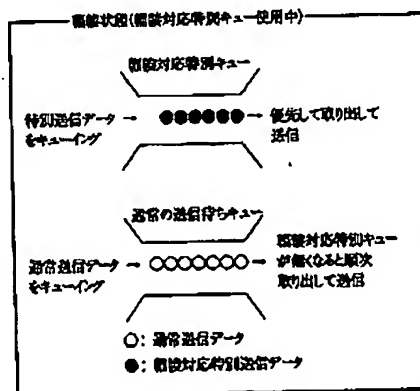 輻輳状態(輻輳対応特別キュー使用中)
輻輳対応特別キュー
特別送信データ
をキューイング
→
→
優先して取り出して
送信
通常の送信待ちキュー
通常送信データ
をキューイング
→
→
輻輳対応特別キュー
が無くなると順次
取り出して送信
○: 通常送信データ
●: 輻輳対応特別送信データ